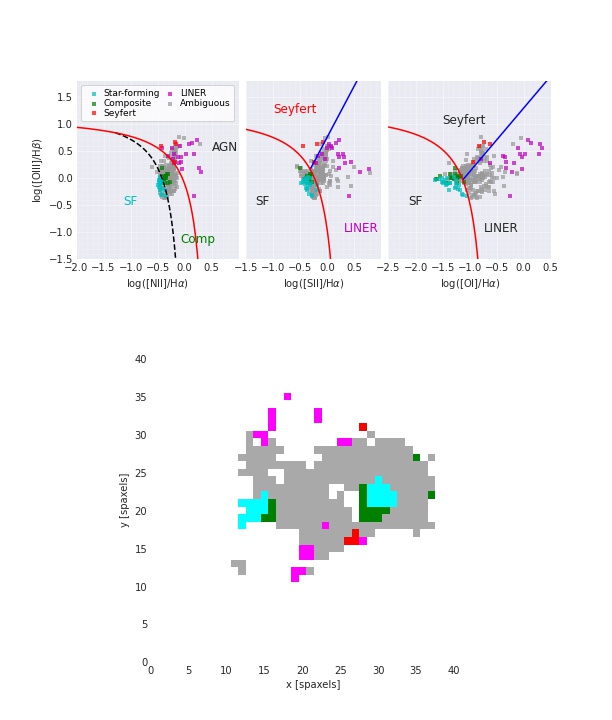 Star-forming LINER
Composite Ambiguous
Seyfert
log([OIII]/Hβ)
1.5
1.0
0.5
0.0
−0.5
−1.0
−1.5
AGN
SF
Comp
−2.0 −1.5 −1.0 −0.5 0.0 0.5
log([NII]/Hα)
Seyfert
SF
LINER
−1.5 −1.0 −0.5 0.0 0.5
log([SII]/Hα)
Seyfert
SF
LINER
−2.5 −2.0 −1.5 −1.0 −0.5 0.0 0.5
log([OI]/Hα)
40
35
30
25
20
15
10
5
0
y [spaxels]
0 5 10 15 20 25 30 35 40
x [spaxels]